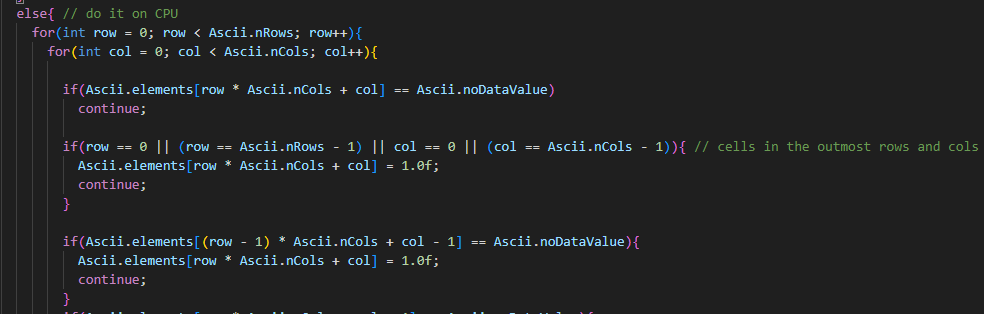 else{ // do it on CPU
for(int row = 0; row < Ascii.nRows; row++){
for(int col = 0; col < Ascii.nCols; col++){
if(Ascii.elements[row * Ascii.nCols + col] == Ascii.noDataValue)
continue;
if(row == 0 || (row == Ascii.nRows - 1) || col == 0 || (col == Ascii.nCols - 1)){ // cells in the outmost rows and cols
Ascii.elements[row * Ascii.nCols + col] = 1.0f;
continue;
}
if(Ascii.elements[(row - 1) * Ascii.nCols + col - 1] == Ascii.noDataValue){
Ascii.elements[row * Ascii.nCols + col] = 1.0f;
continue;
}